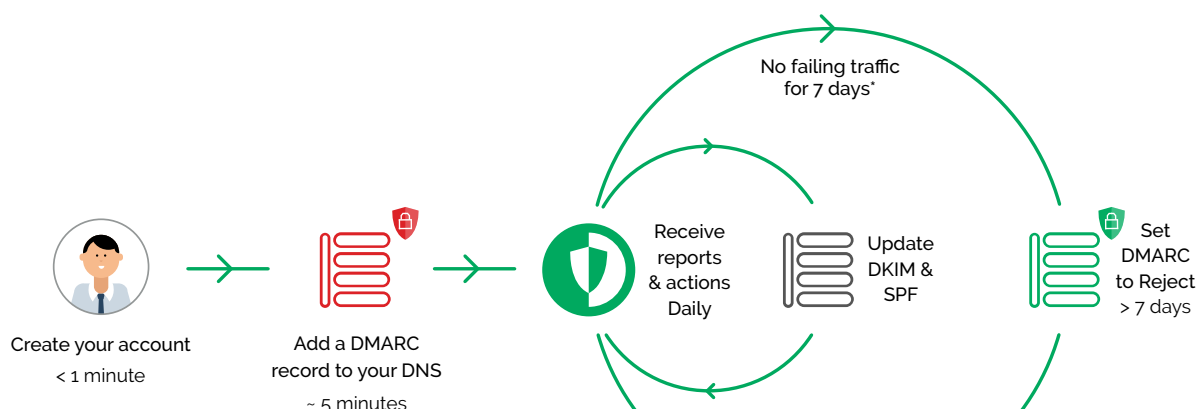 No failing traffic
for 7 days*
Receive
reports
& actions
Daily
Update
DKIM &
SPF
Set
DMARC
to Reject
> 7 days
Create your account
< 1 minute
Add a DMARC
record to your DNS
~ 5 minutes